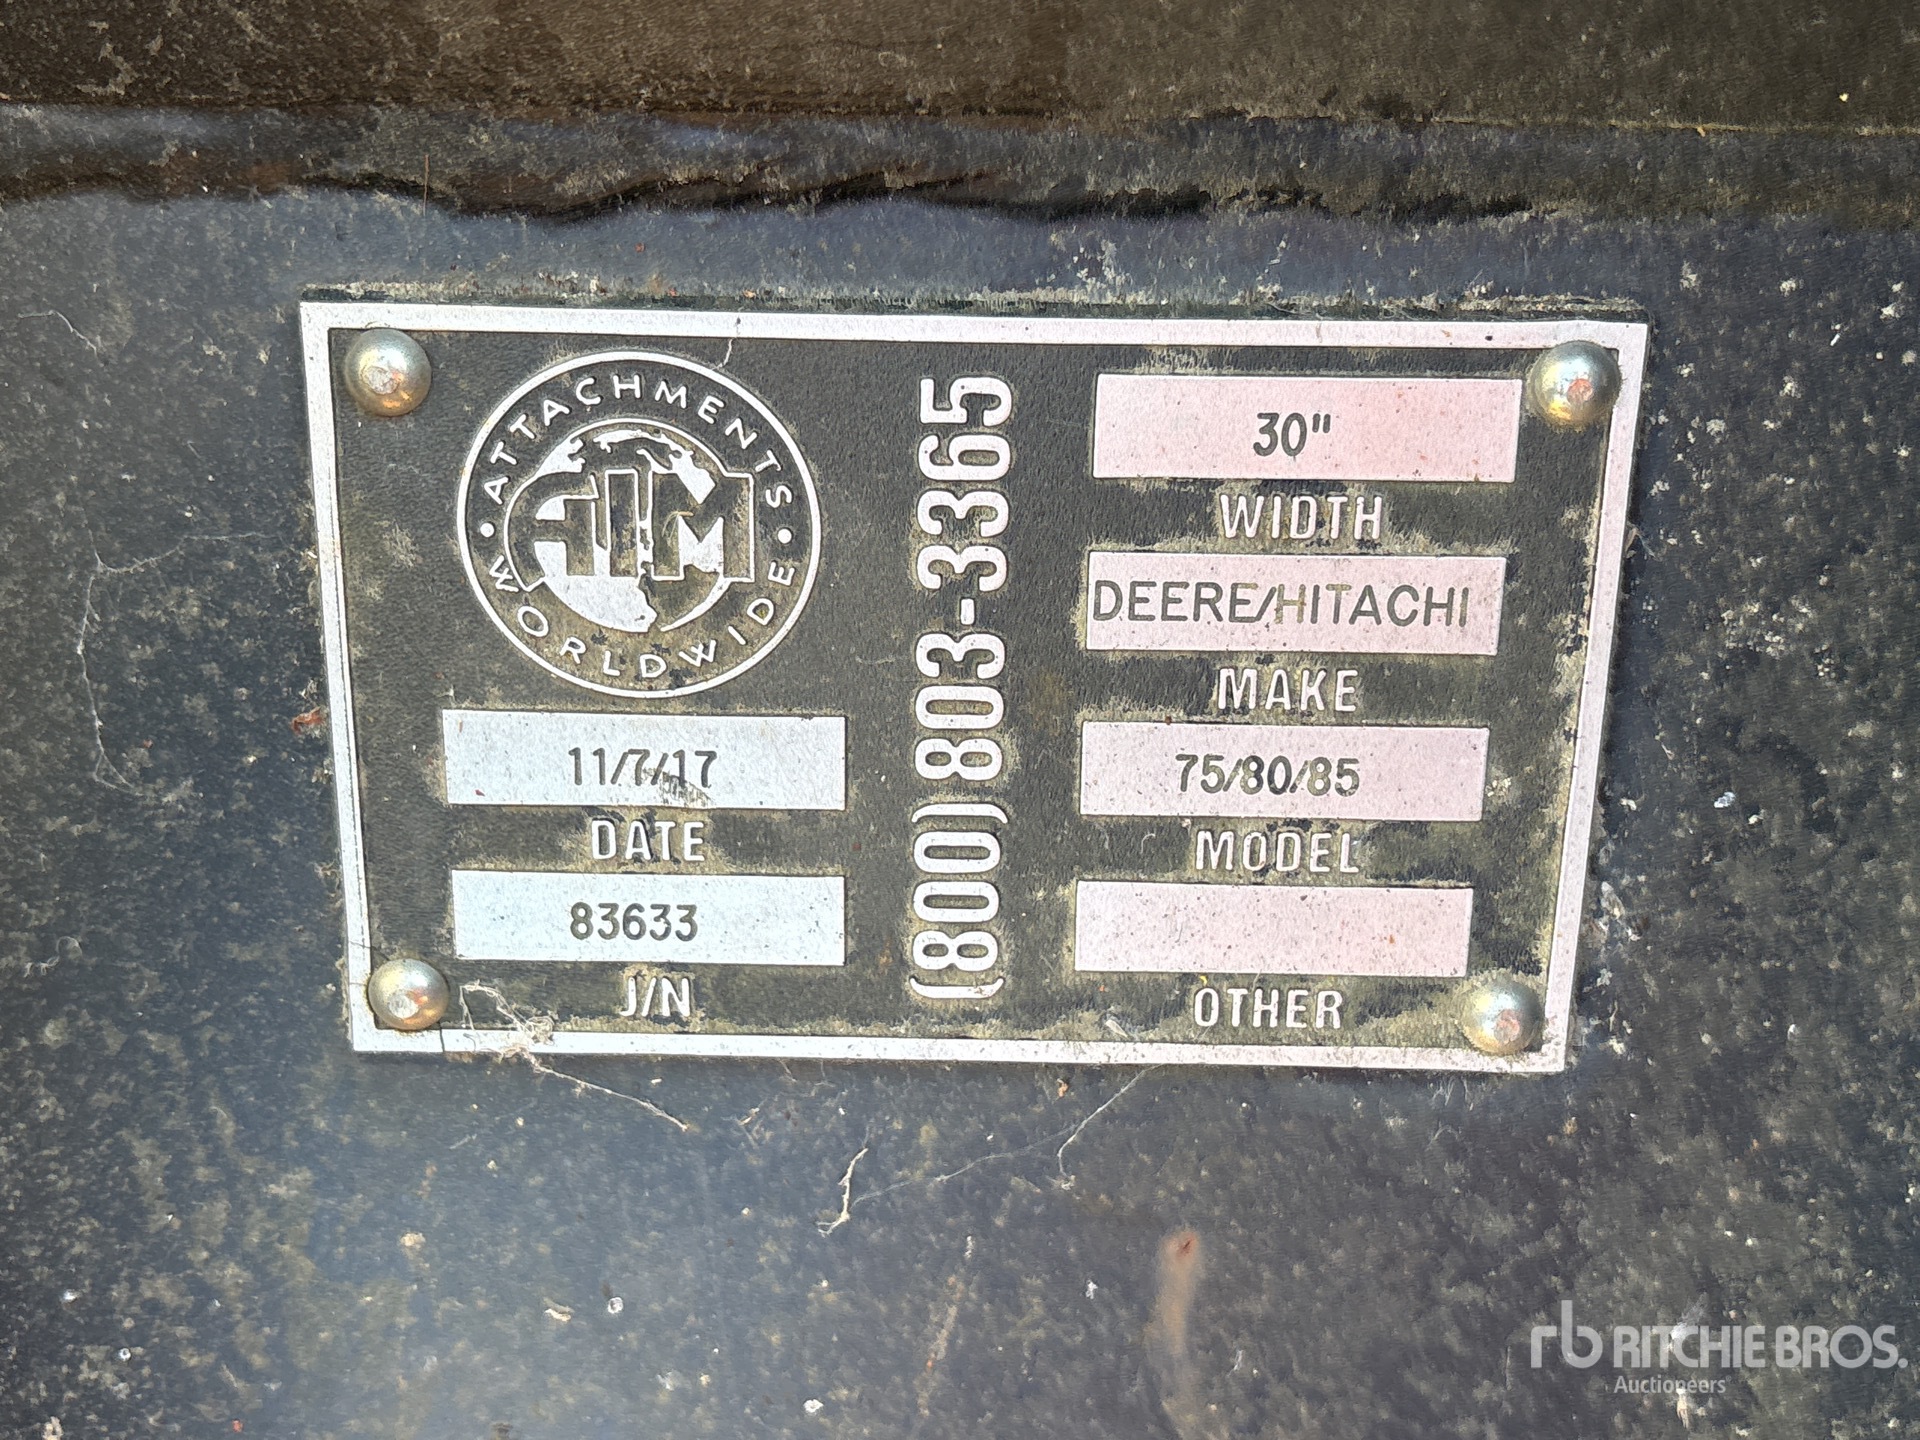 ATTACHMENTS
AIM
WORLDWIDE
11/7/17
DATE
83633
J/N
(800) 803-3365
30"
WIDTH
DEERE/HITACHI
MAKE
75/80/85
MODEL
OTHER
rb RITCHIE BROS.
Auctioneers